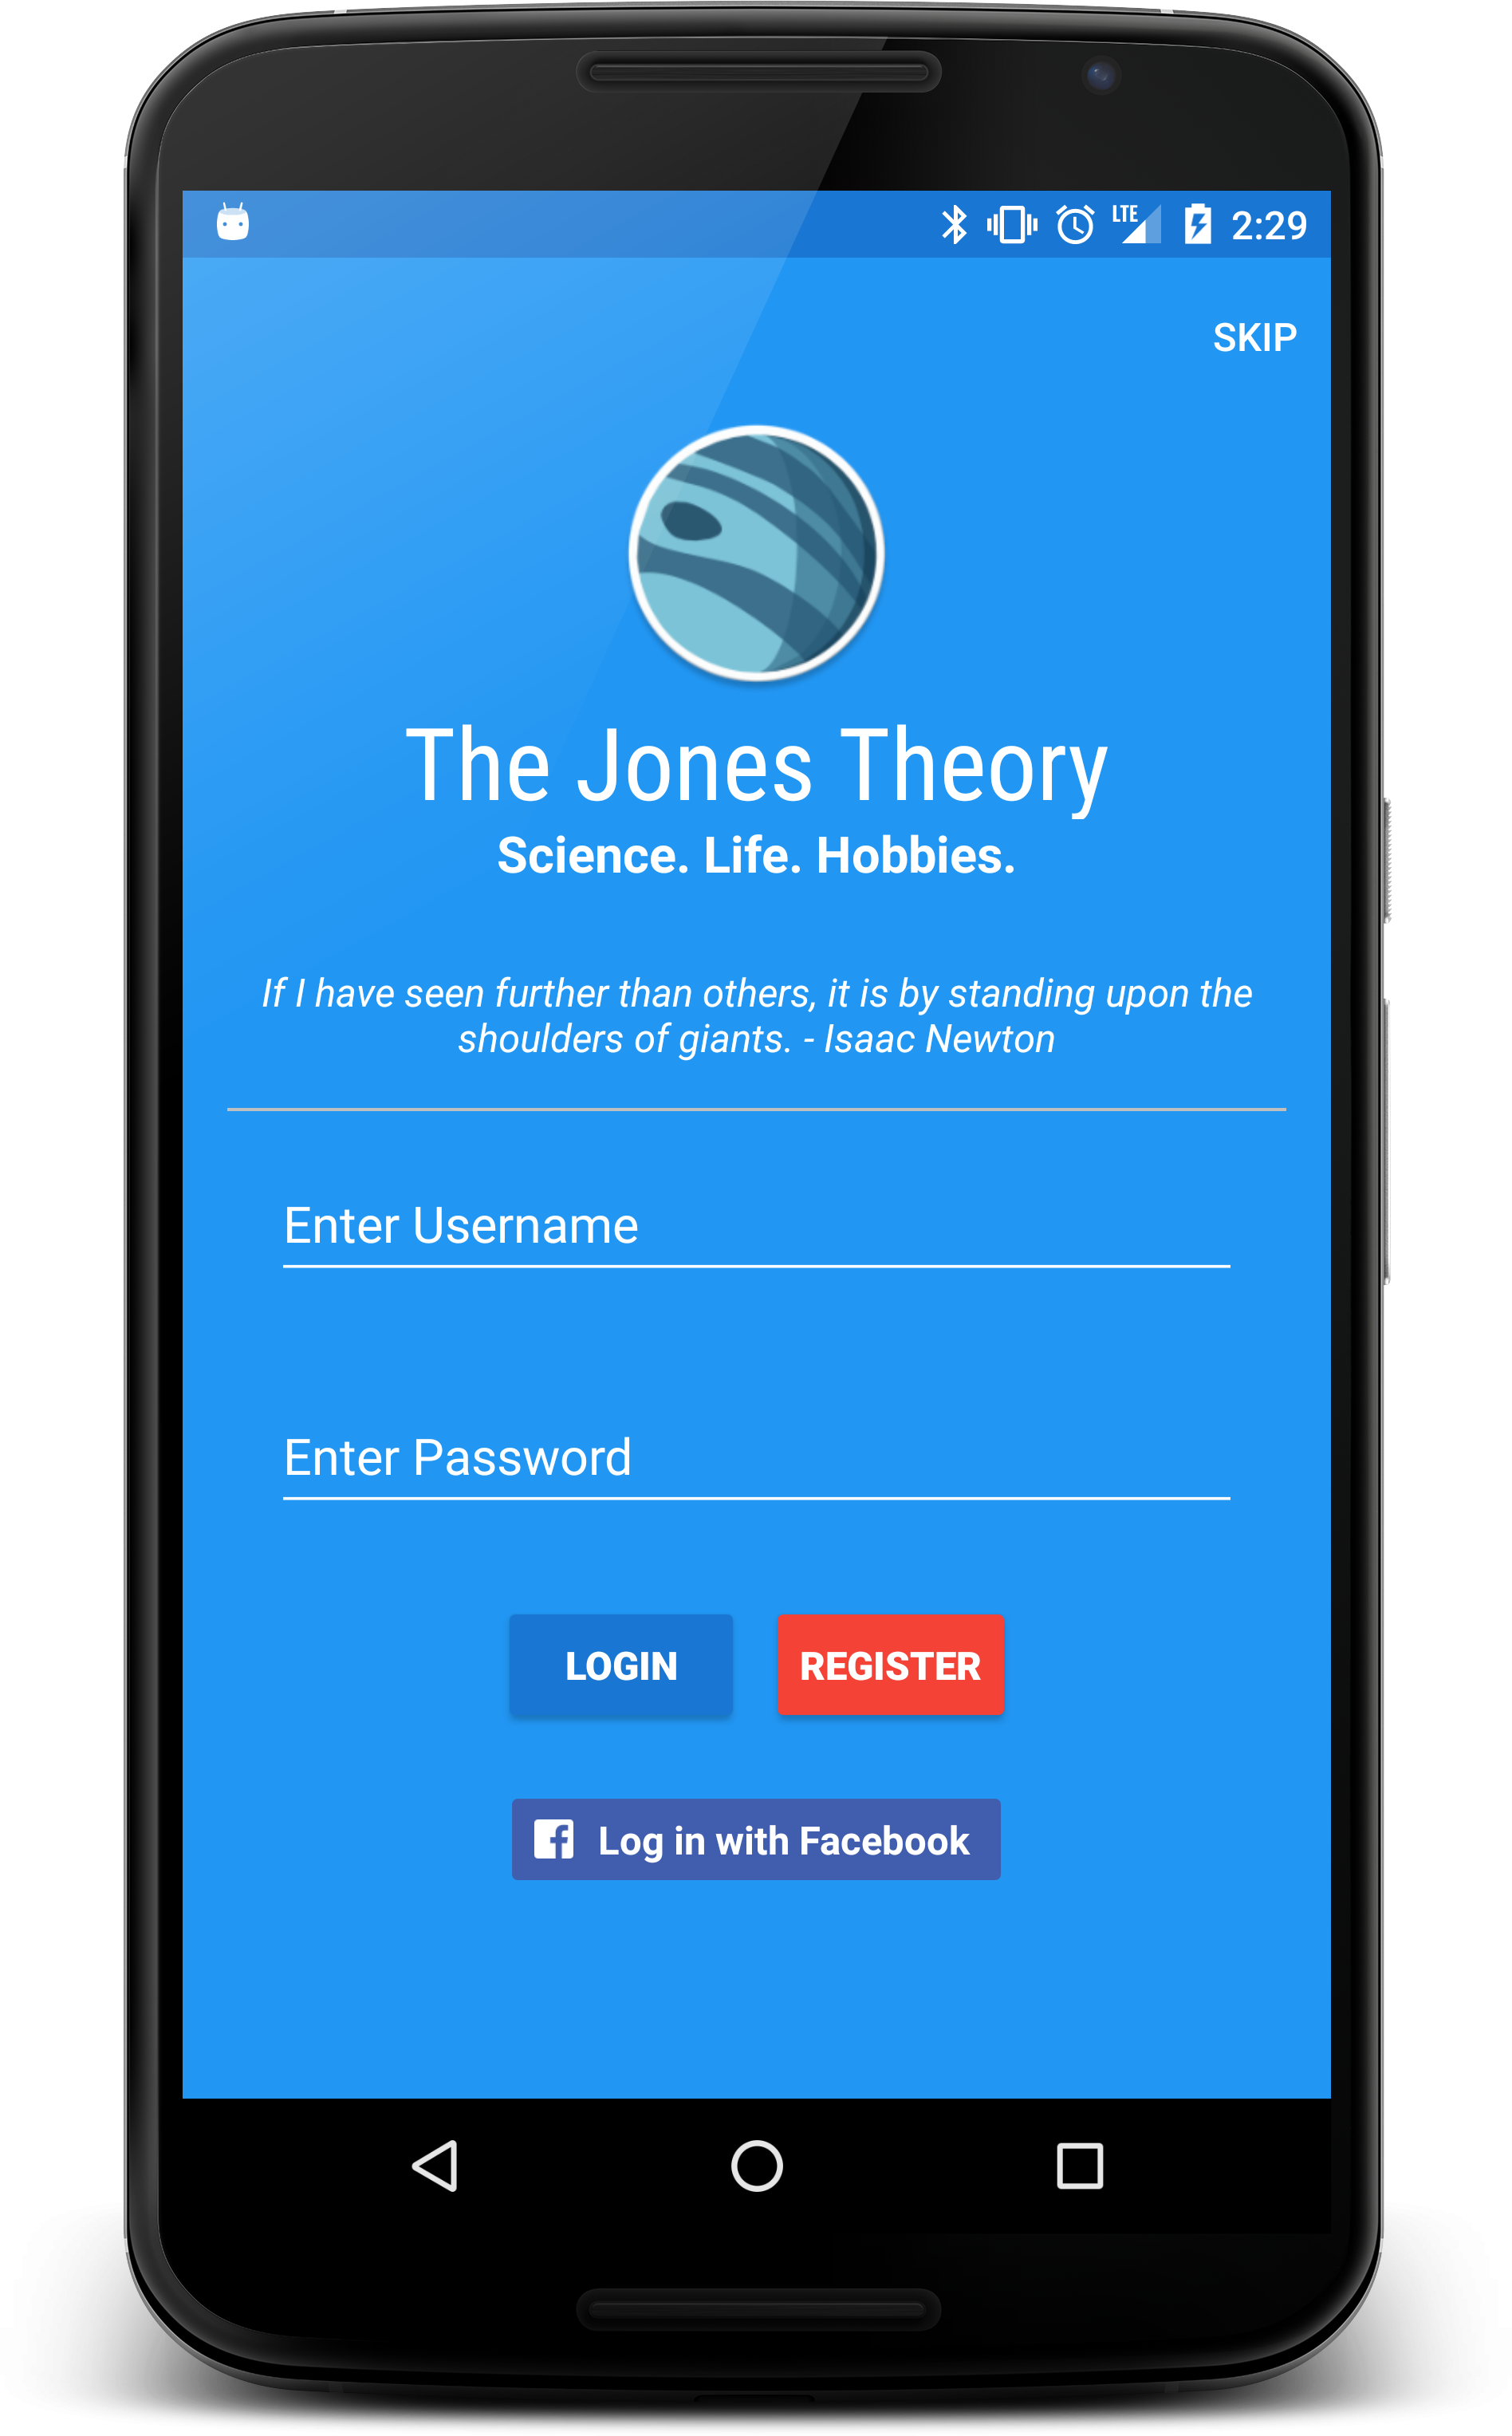 LTE 2:29
SKIP
The Jones Theory
Science. Life. Hobbies.
If I have seen further than others, it is by standing upon the
shoulders of giants. - Isaac Newton
Enter Username
Enter Password
LOGIN REGISTER
Log in with Facebook